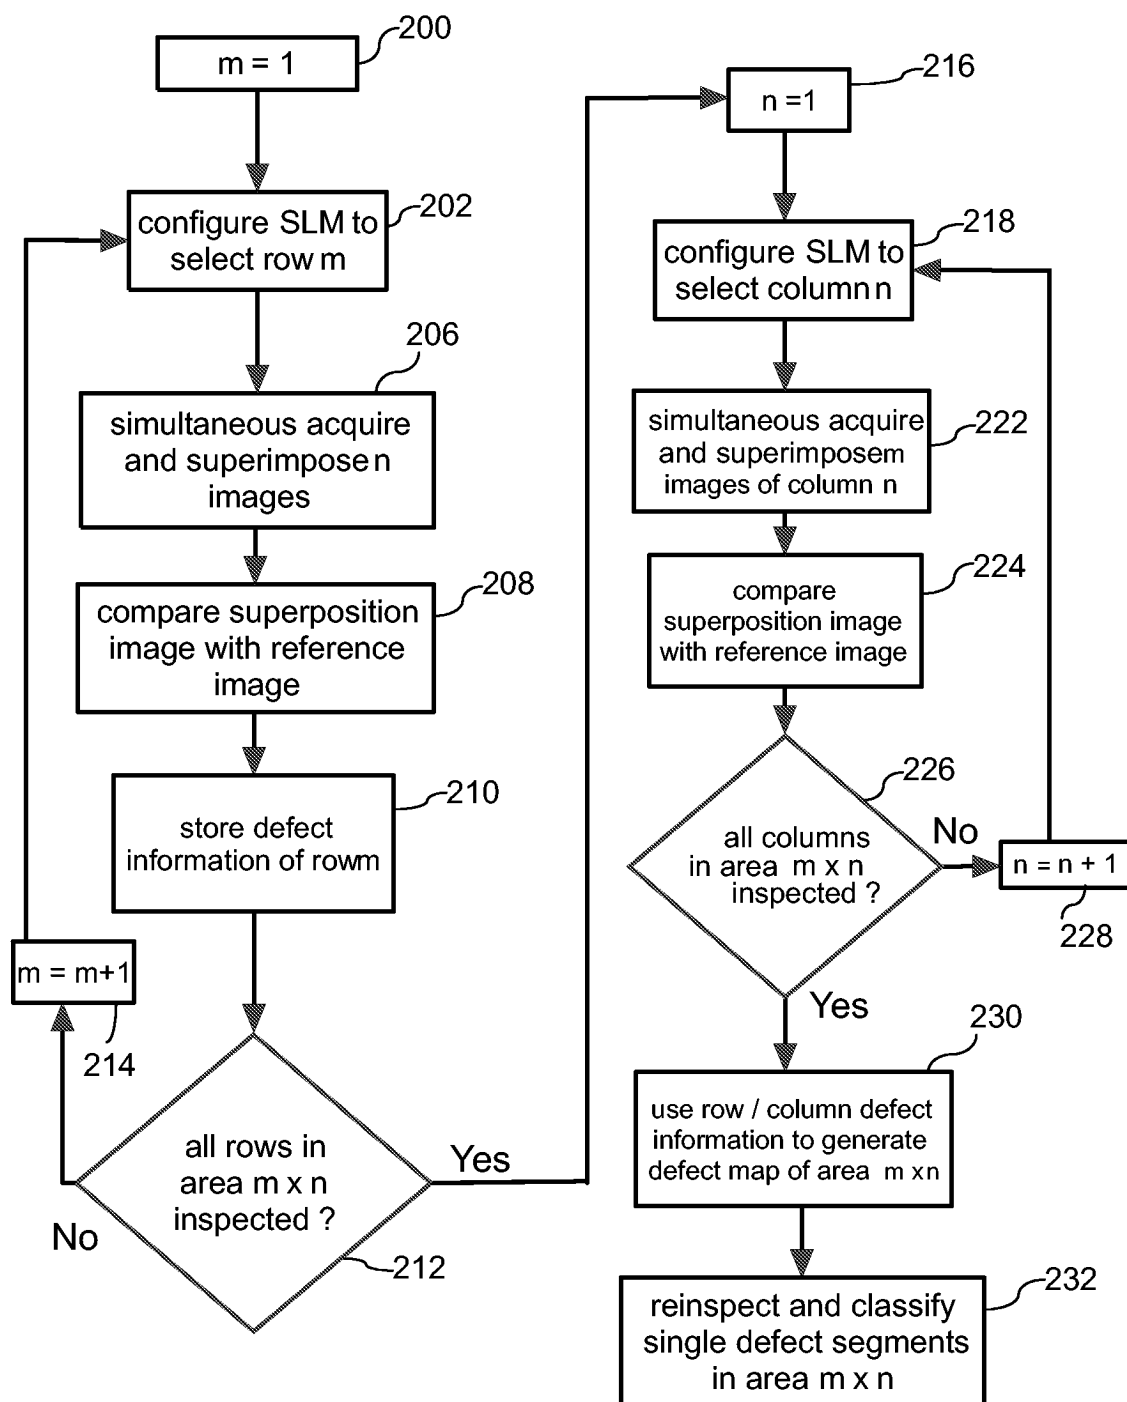 200
m = 1
202
configure SLM to
select row m
206
simultaneous acquire
and superimpose n
images
208
compare superposition
image with reference
image
210
store defect
information of rowm
m = m+1
214
all rows in
area m x n
inspected ?
Yes
No
212
216
n =1
218
configure SLM to
select column n
222
simultaneous acquire
and superimposem
images of column n
224
compare
superposition image
with reference image
226
all columns
in area m x n
inspected ?
No
n = n + 1
228
Yes
230
use row / column defect
information to generate
defect map of area m x n
232
reinspect and classify
single defect segments
in area m x n